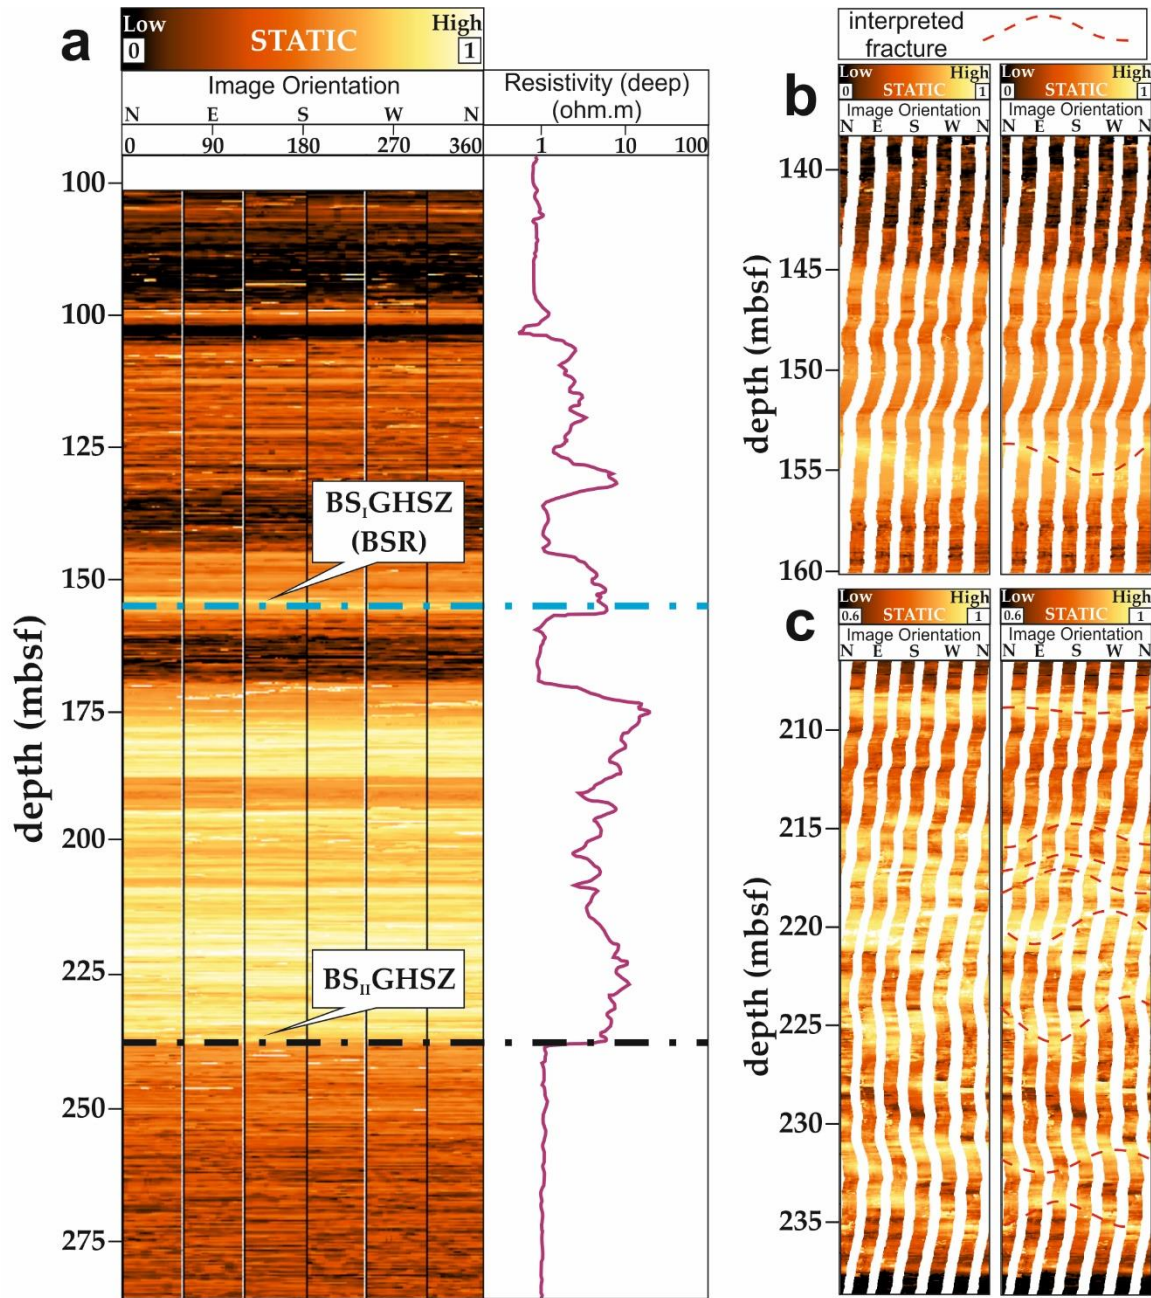 a
Low High
0 STATIC 1
Image Orientation
N E S W N
0 90 180 270 360
Resistivity (deep)
(ohm.m)
1 10 100
depth (mbsf)
100
100
125
150
175
200
225
250
275
BSIGHSZ
(BSR)
BSIIGHSZ
interpreted
fracture
b
Low High
0 STATIC 1
Image Orientation
N E S W N
Low High
0 STATIC 1
Image Orientation
N E S W N
depth (mbsf)
140
145
150
155
160
c
Low High
0.6 STATIC 1
Image Orientation
N E S W N
Low High
0.6 STATIC 1
Image Orientation
N E S W N
depth (mbsf)
210
215
220
225
230
235